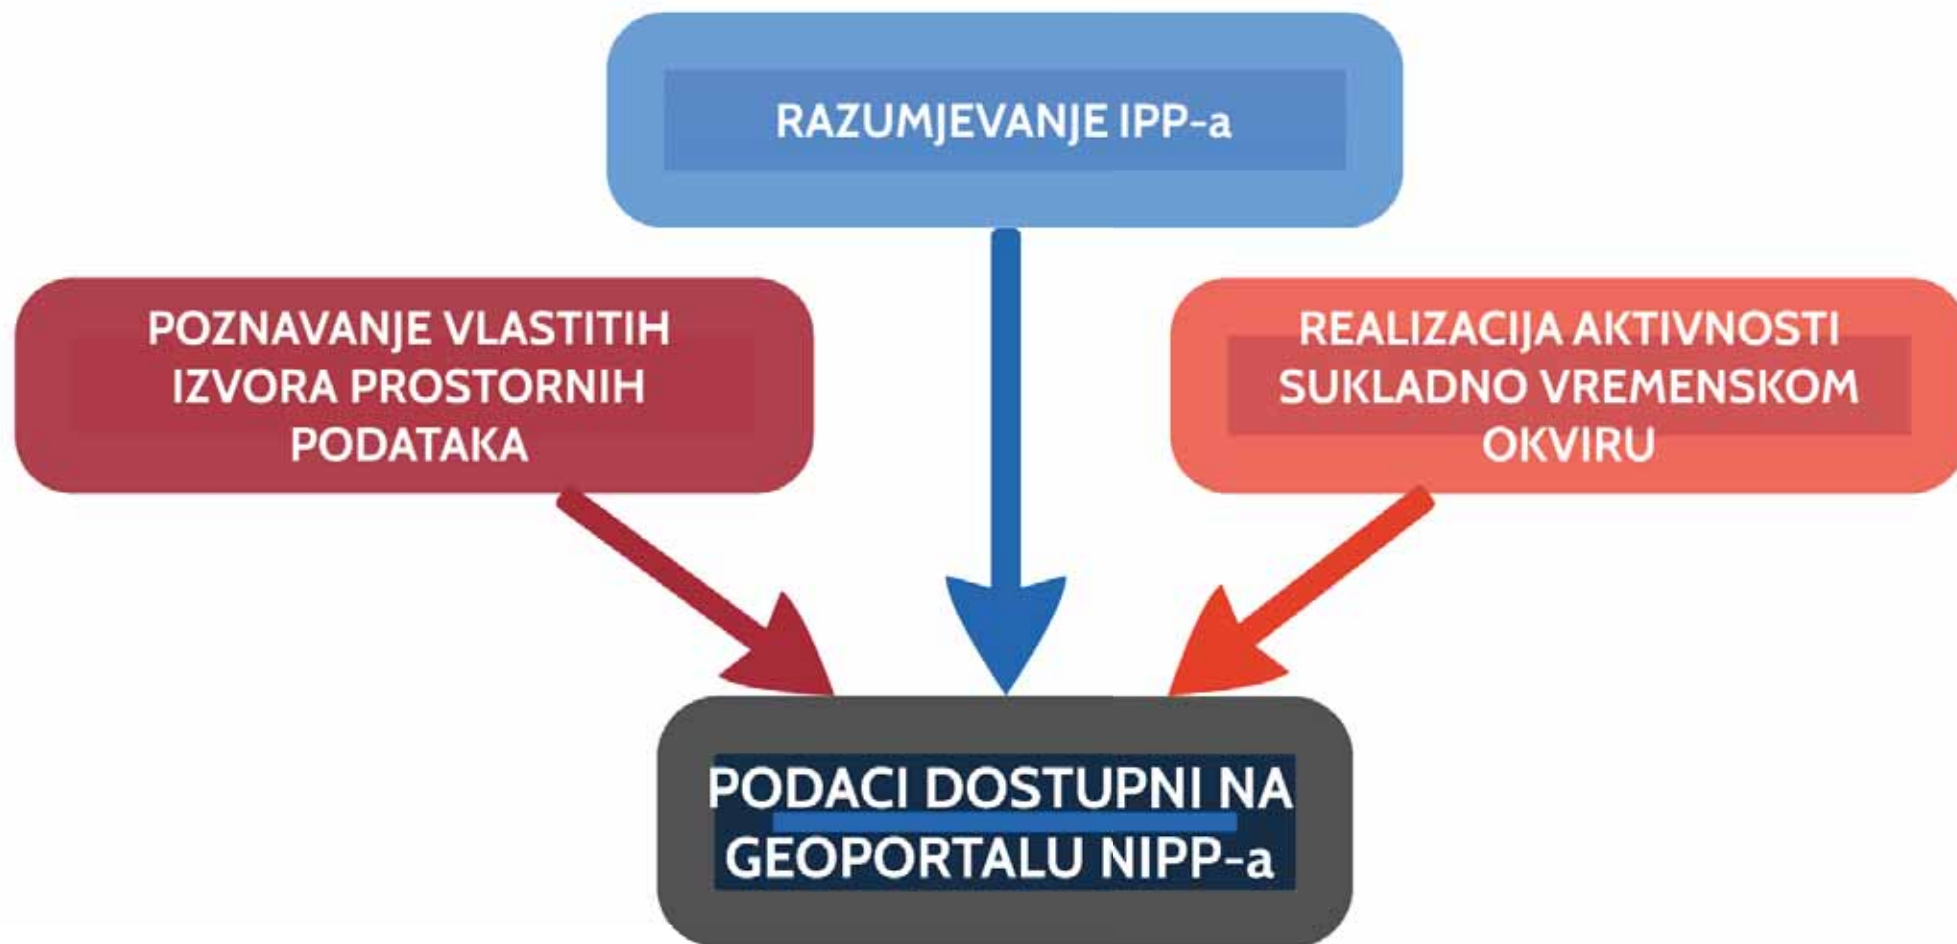 RAZUMJEVANJE IPP-a
POZNAVANJE VLASTITIH
IZVORA PROSTORNIH
PODATAKA
REALIZACIJA AKTIVNOSTI
SUKLADNO VREMENSKOM
OKVIRU
PODACI DOSTUPNI NA
GEOPORTALU NIPP-a